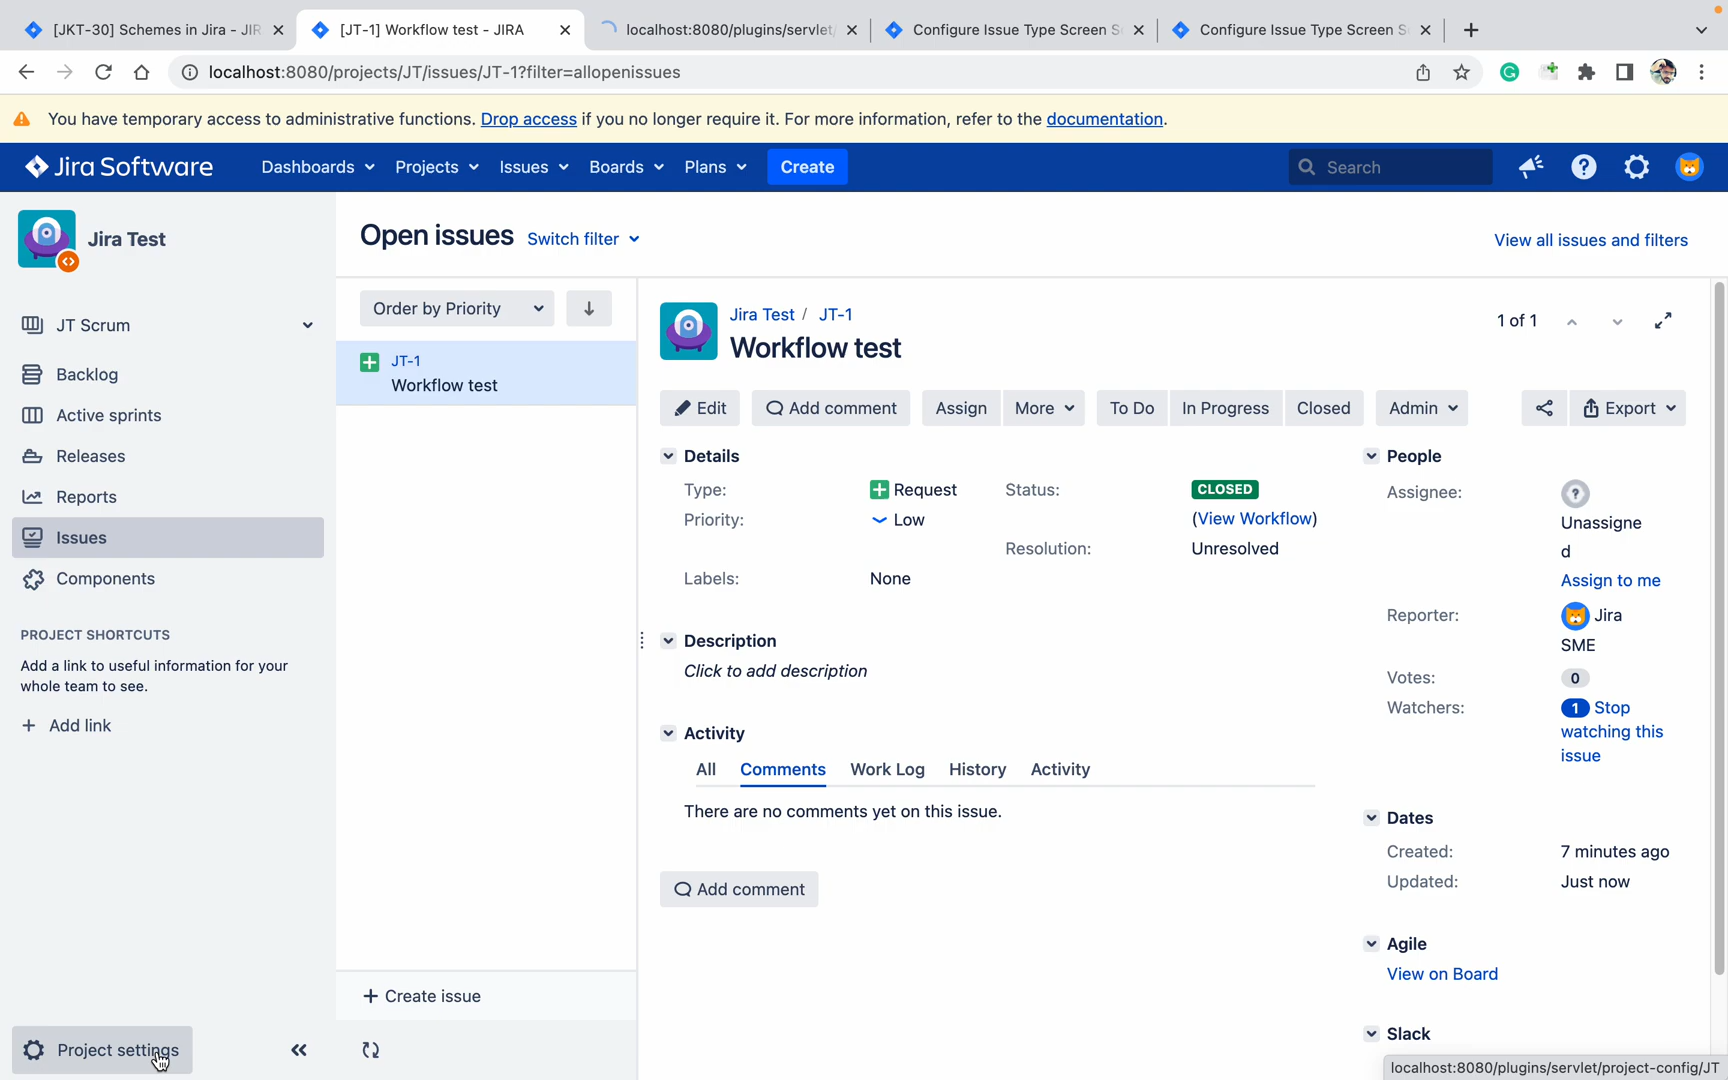 [JKT-30] Schemes in Jira - JIR
[JT-1] Workflow test - JIRA
localhost:8080/plugins/servlet/
Configure Issue Type Screen S
Configure Issue Type Screen S
localhost:8080/projects/JT/issues/JT-1?filter=allopenissues
You have temporary access to administrative functions. Drop access if you no longer require it. For more information, refer to the documentation.
Jira Software
Dashboards
Projects
Issues
Boards
Plans
Create
Search
Jira Test
JT Scrum
Backlog
Active sprints
Releases
Reports
Issues
Components
PROJECT SHORTCUTS
Add a link to useful information for your
whole team to see.
+ Add link
Project settings
Open issues
Switch filter
View all issues and filters
Order by Priority
JT-1
Workflow test
+ Create issue
Jira Test / JT-1
Workflow test
1 of 1
Edit
Add comment
Assign
More
To Do
In Progress
Closed
Admin
Export
Details
Type: Request
Status: CLOSED
(View Workflow)
Priority: Low
Resolution: Unresolved
Labels: None
Description
Click to add description
Activity
All
Comments
Work Log
History
Activity
There are no comments yet on this issue.
Add comment
People
Assignee:
Unassigne
d
Assign to me
Reporter: Jira
SME
Votes: 0
Watchers: 1 Stop
watching this
issue
Dates
Created: 7 minutes ago
Updated: Just now
Agile
View on Board
Slack
localhost:8080/plugins/servlet/project-config/JT